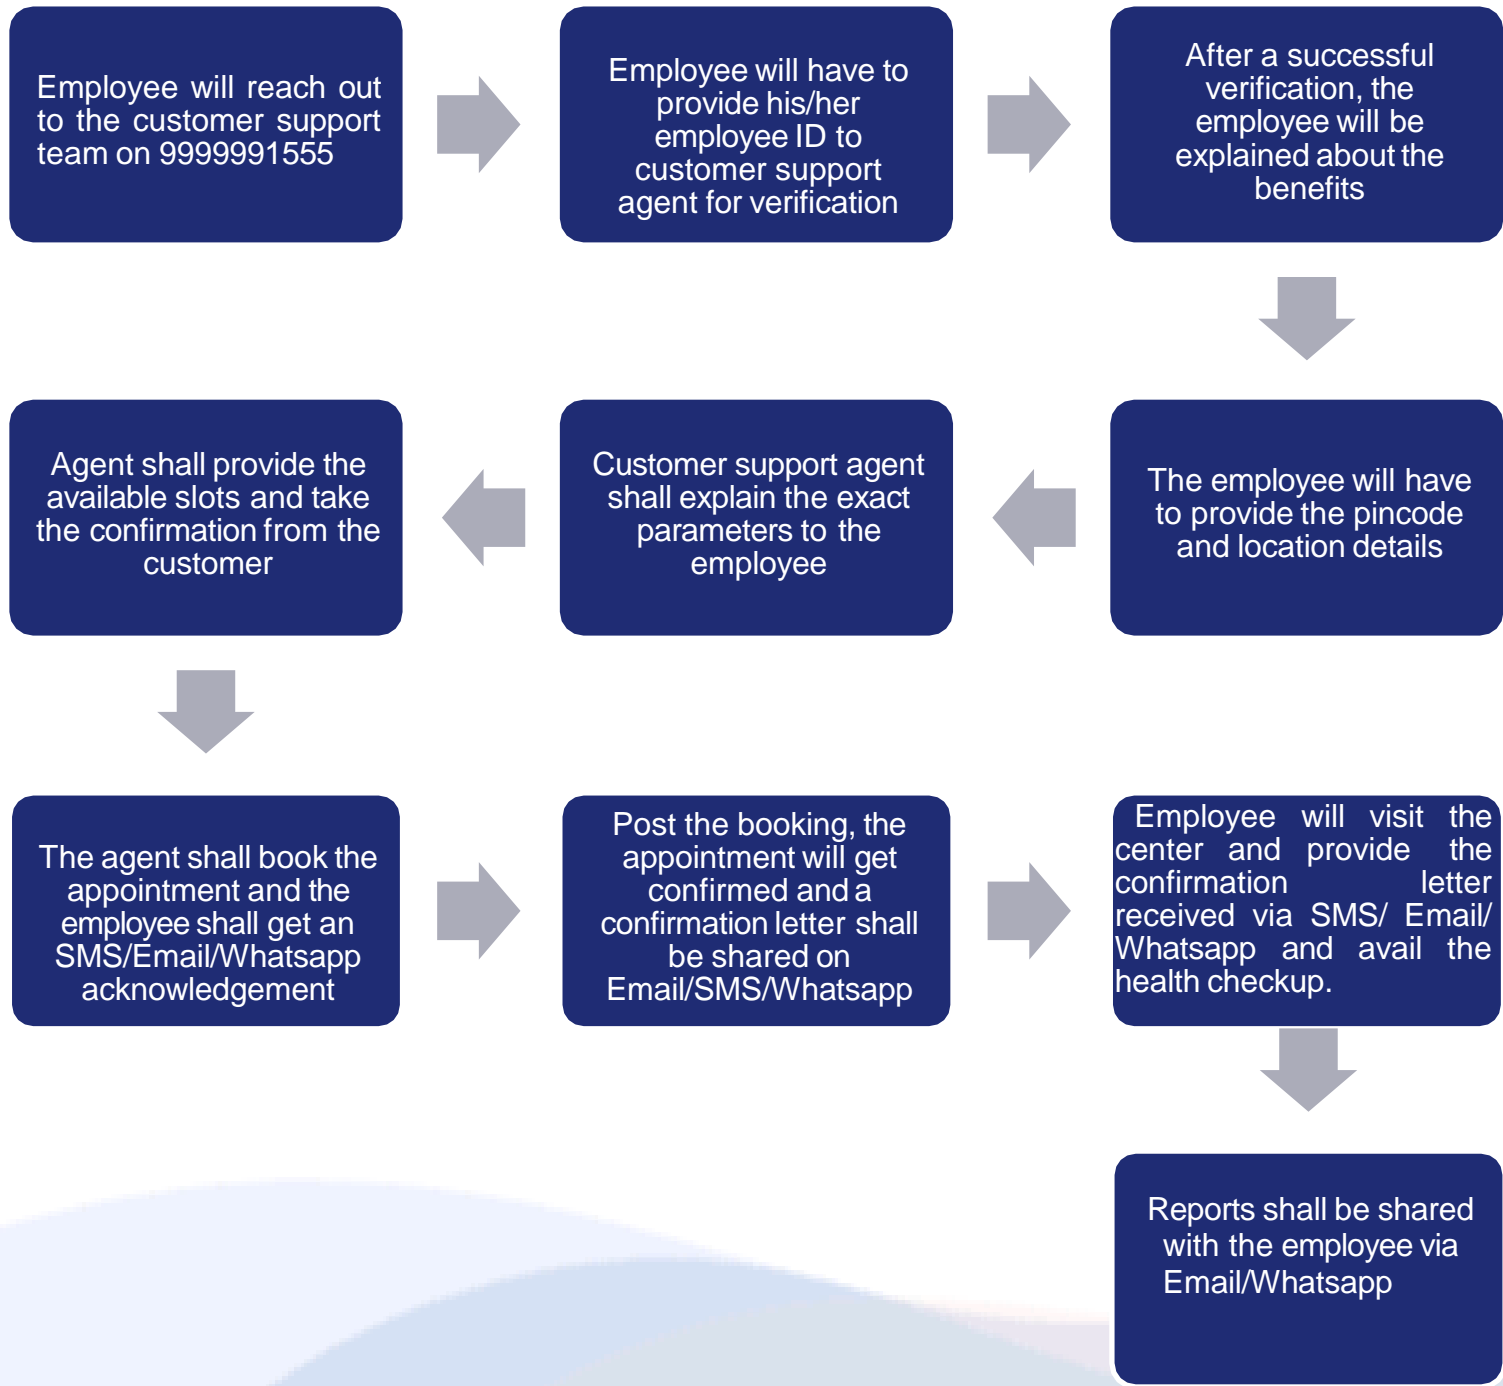 Employee will reach out
to the customer support
team on 9999991555
Employee will have to
provide his/her
employee ID to
customer support
agent for verification
After a successful
verification, the
employee will be
explained about the
benefits
The employee will have
to provide the pincode
and location details
Customer support agent
shall explain the exact
parameters to the
employee
Agent shall provide the
available slots and take
the confirmation from the
customer
The agent shall book the
appointment and the
employee shall get an
SMS/Email/Whatsapp
acknowledgement
Post the booking, the
appointment will get
confirmed and a
confirmation letter shall
be shared on
Email/SMS/Whatsapp
Employee will visit the
center and provide the
confirmation letter
received via SMS/ Email/
Whatsapp and avail the
health checkup.
Reports shall be shared
with the employee via
Email/Whatsapp